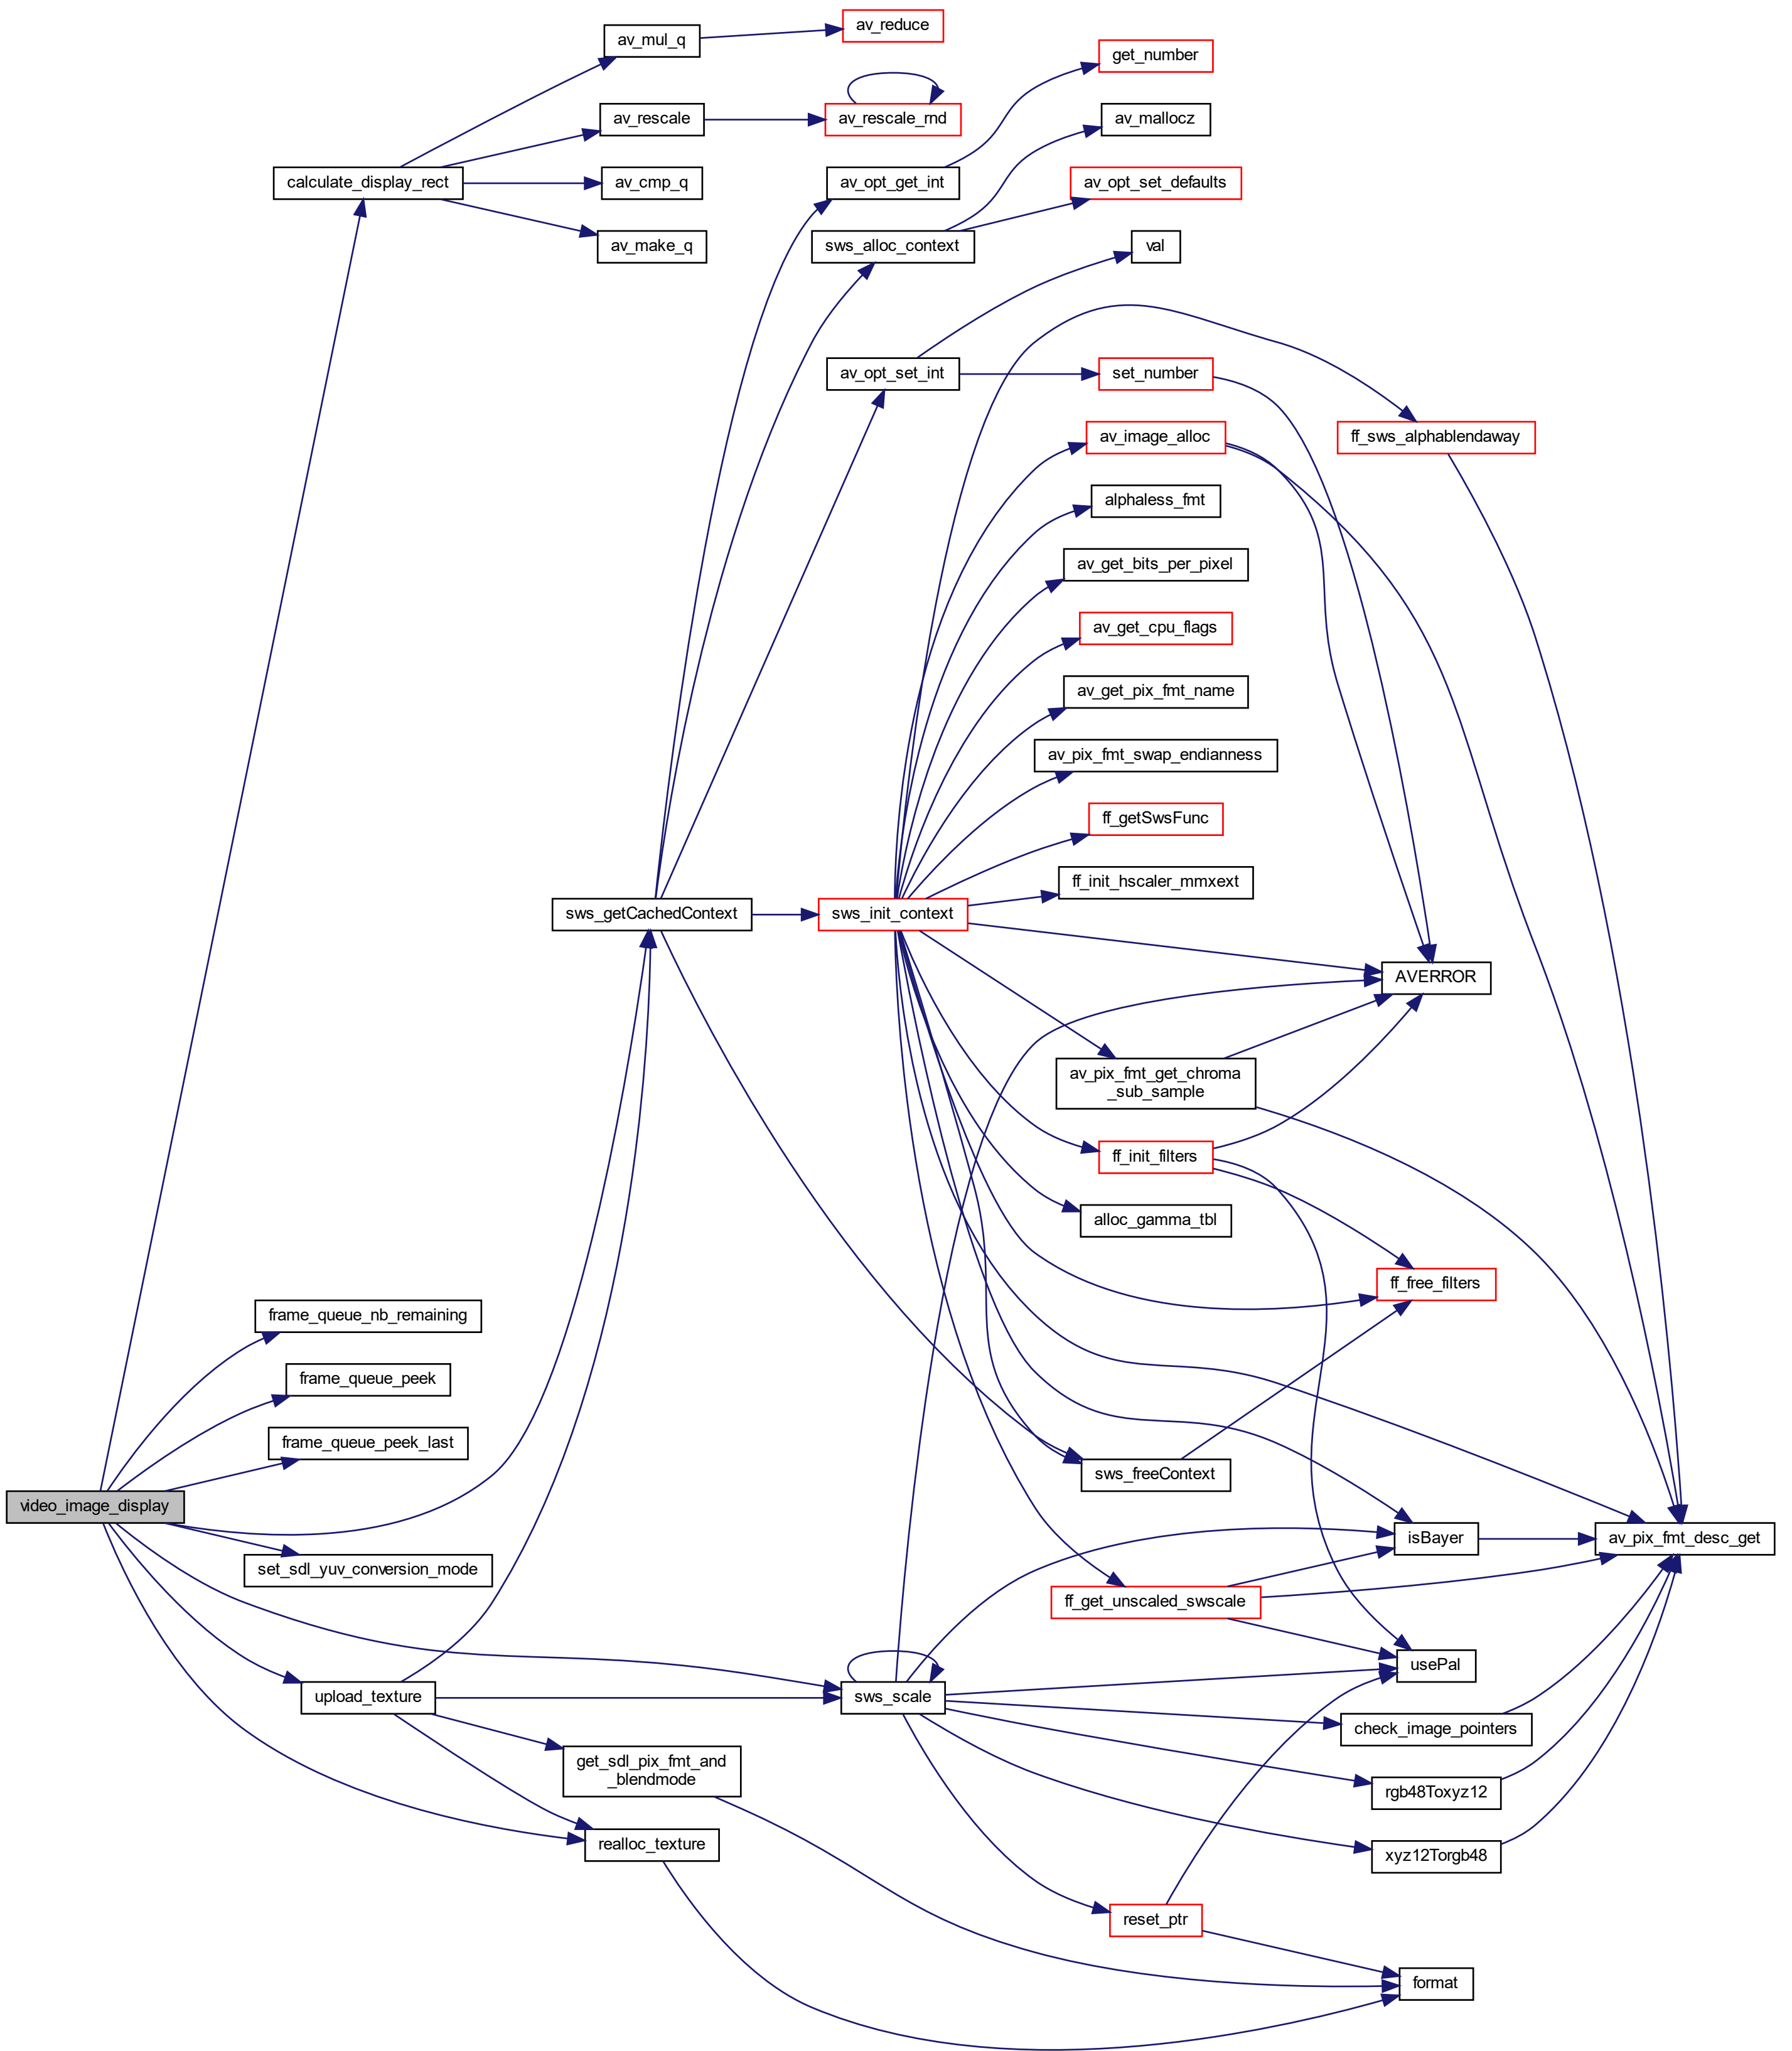 av_reduce
av_mul_q
get_number
av_rescale
av_rescale_rnd
av_mallocz
calculate_display_rect
av_cmp_q
av_opt_get_int
av_opt_set_defaults
av_make_q
sws_alloc_context
val
av_opt_set_int
set_number
av_image_alloc
ff_sws_alphablendaway
alphaless_fmt
av_get_bits_per_pixel
av_get_cpu_flags
av_get_pix_fmt_name
av_pix_fmt_swap_endianness
ff_getSwsFunc
ff_init_hscaler_mmxext
sws_getCachedContext
sws_init_context
AVERROR
av_pix_fmt_get_chroma
_sub_sample
ff_init_filters
alloc_gamma_tbl
ff_free_filters
frame_queue_nb_remaining
frame_queue_peek
frame_queue_peek_last
sws_freeContext
video_image_display
isBayer
av_pix_fmt_desc_get
set_sdl_yuv_conversion_mode
ff_get_unscaled_swscale
usePal
upload_texture
sws_scale
check_image_pointers
get_sdl_pix_fmt_and
_blendmode
rgb48Toxyz12
realloc_texture
xyz12Torgb48
reset_ptr
format